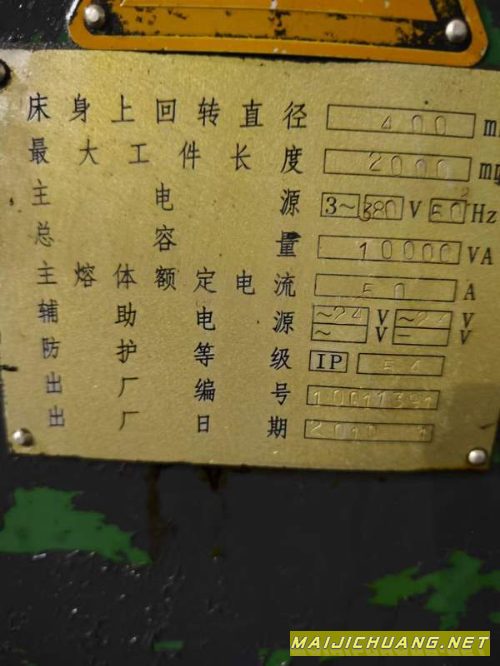 床身上回转直径 400 m
最大工件长度 2000 mm
主电源 3~ 380 V 50 Hz
总容量 10000 VA
主熔体额定电流 50 A
辅助电源 ~24 V ~24 V
~ V ~ V
防护等级 IP 54
出厂编号
出厂日期 2010
MAIJICHUANG.NET